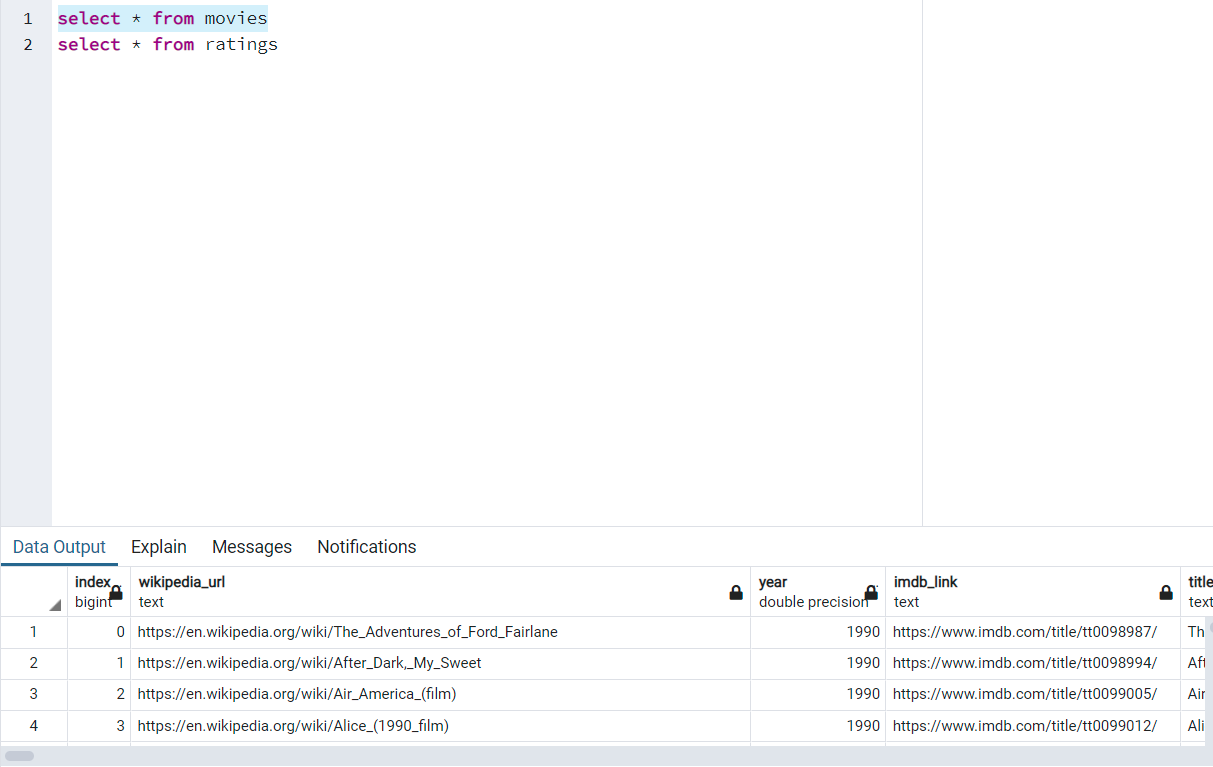 1 select * from movies
2 select * from ratings
Data Output Explain Messages Notifications
index wikipedia_url year imdb_link title
bigint text double precision text text
1 0 https://en.wikipedia.org/wiki/The_Adventures_of_Ford_Fairlane 1990 https://www.imdb.com/title/tt0098987/ Th
2 1 https://en.wikipedia.org/wiki/After_Dark,_My_Sweet 1990 https://www.imdb.com/title/tt0098994/ Aft
3 2 https://en.wikipedia.org/wiki/Air_America_(film) 1990 https://www.imdb.com/title/tt0099005/ Air
4 3 https://en.wikipedia.org/wiki/Alice_(1990_film) 1990 https://www.imdb.com/title/tt0099012/ Ali